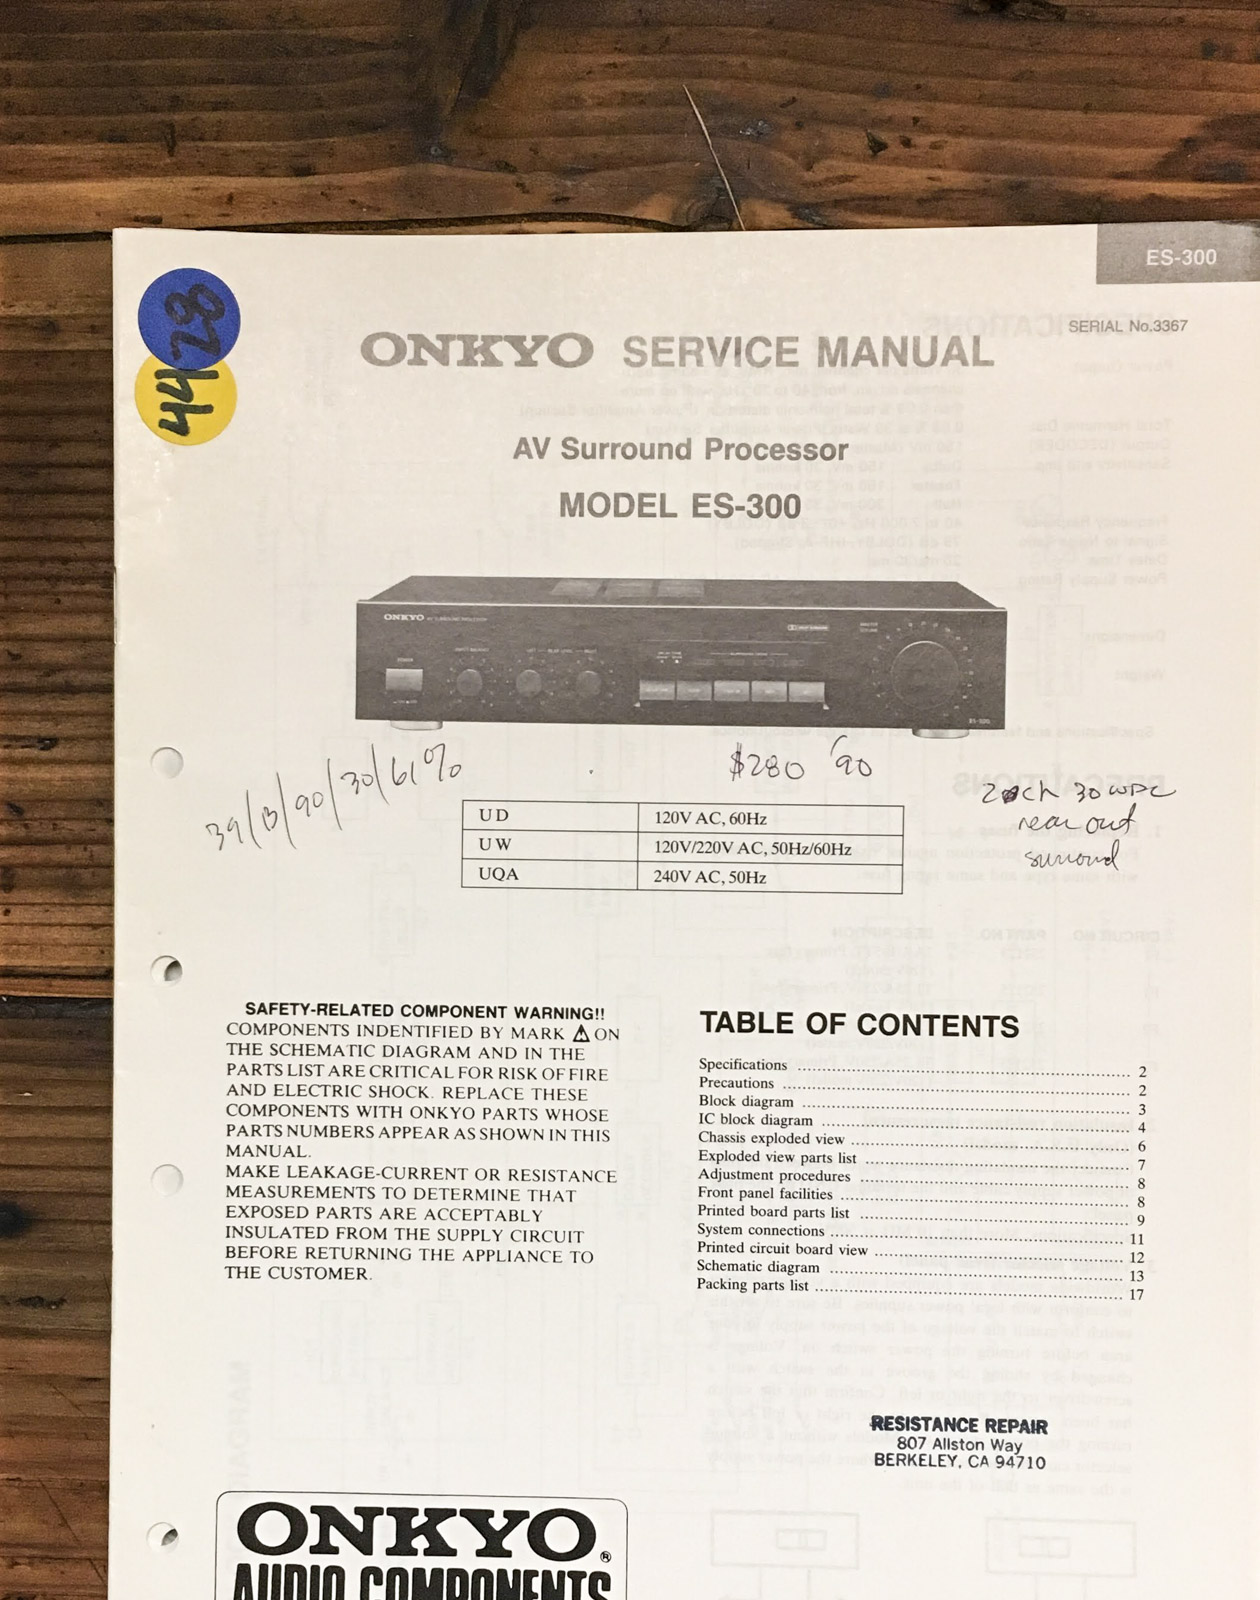 ES-300
SERIAL No.3367
28
44
ONKYO SERVICE MANUAL
AV Surround Processor
MODEL ES-300
ONKYO
ES-300
39/13/90/30/61%
$280 '90
2 ch 30 WPC
rear out
surround
UD 120V AC, 60Hz
UW 120V/220V AC, 50Hz/60Hz
UQA 240V AC, 50Hz
SAFETY-RELATED COMPONENT WARNING!!
COMPONENTS INDENTIFIED BY MARK ⚠ ON
THE SCHEMATIC DIAGRAM AND IN THE
PARTS LIST ARE CRITICAL FOR RISK OF FIRE
AND ELECTRIC SHOCK. REPLACE THESE
COMPONENTS WITH ONKYO PARTS WHOSE
PARTS NUMBERS APPEAR AS SHOWN IN THIS
MANUAL.
MAKE LEAKAGE-CURRENT OR RESISTANCE
MEASUREMENTS TO DETERMINE THAT
EXPOSED PARTS ARE ACCEPTABLY
INSULATED FROM THE SUPPLY CIRCUIT
BEFORE RETURNING THE APPLIANCE TO
THE CUSTOMER.
TABLE OF CONTENTS
Specifications ........ 2
Precautions ........ 2
Block diagram ........ 3
IC block diagram ........ 4
Chassis exploded view ........ 6
Exploded view parts list ........ 7
Adjustment procedures ........ 8
Front panel facilities ........ 8
Printed board parts list ........ 9
System connections ........ 11
Printed circuit board view ........ 12
Schematic diagram ........ 13
Packing parts list ........ 17
RESISTANCE REPAIR
807 Allston Way
BERKELEY, CA 94710
ONKYO®
AUDIO COMPONENTS